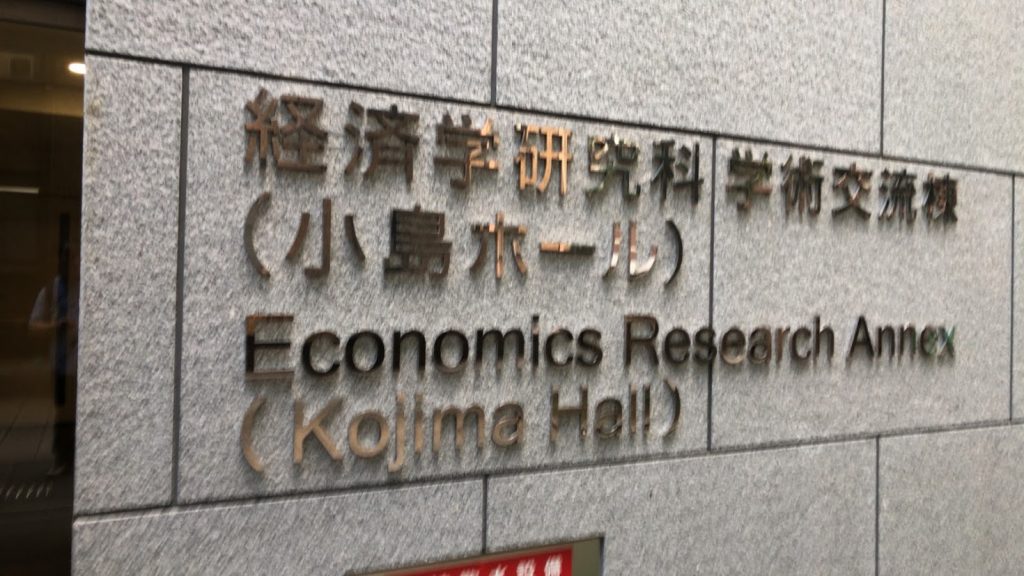 経済学研究科 学術交流棟
(小島ホール)
Economics Research Annex
(Kojima Hall)